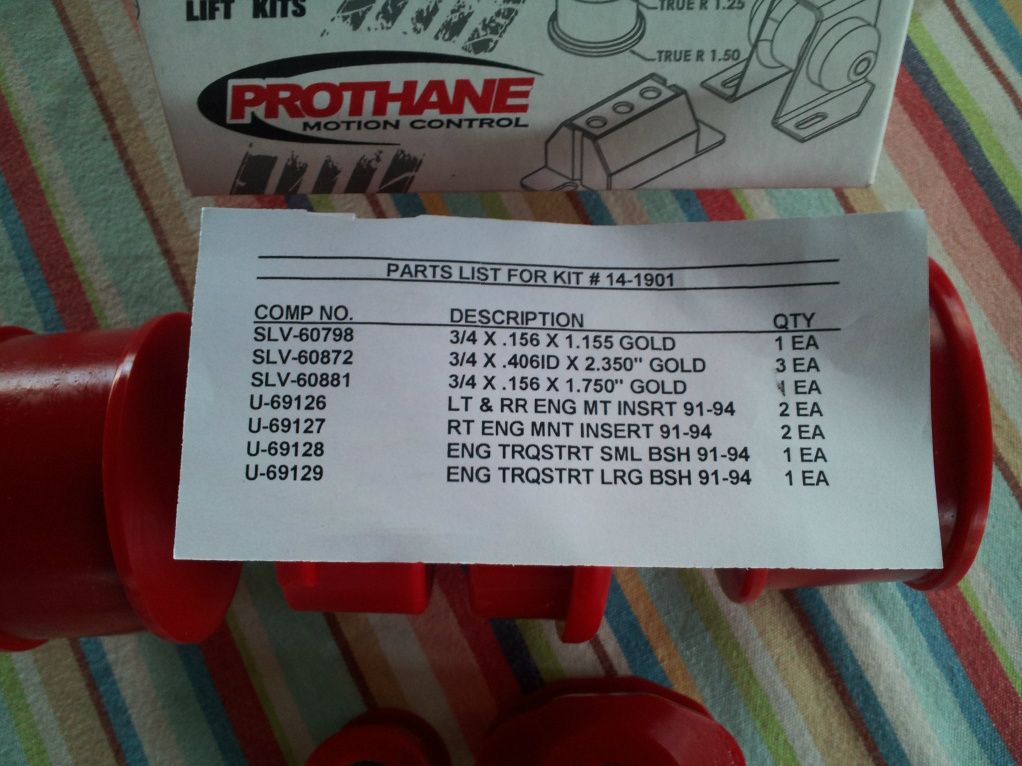 LIFT KITS
TRUE R 1.25
TRUE R 1.50
PROTHANE
MOTION CONTROL
PARTS LIST FOR KIT # 14-1901
COMP NO. DESCRIPTION QTY
SLV-60798 3/4 X .156 X 1.155 GOLD 1 EA
SLV-60872 3/4 X .406ID X 2.350" GOLD 3 EA
SLV-60881 3/4 X .156 X 1.750" GOLD 1 EA
U-69126 LT & RR ENG MT INSRT 91-94 2 EA
U-69127 RT ENG MNT INSERT 91-94 2 EA
U-69128 ENG TRQSTRT SML BSH 91-94 1 EA
U-69129 ENG TRQSTRT LRG BSH 91-94 1 EA